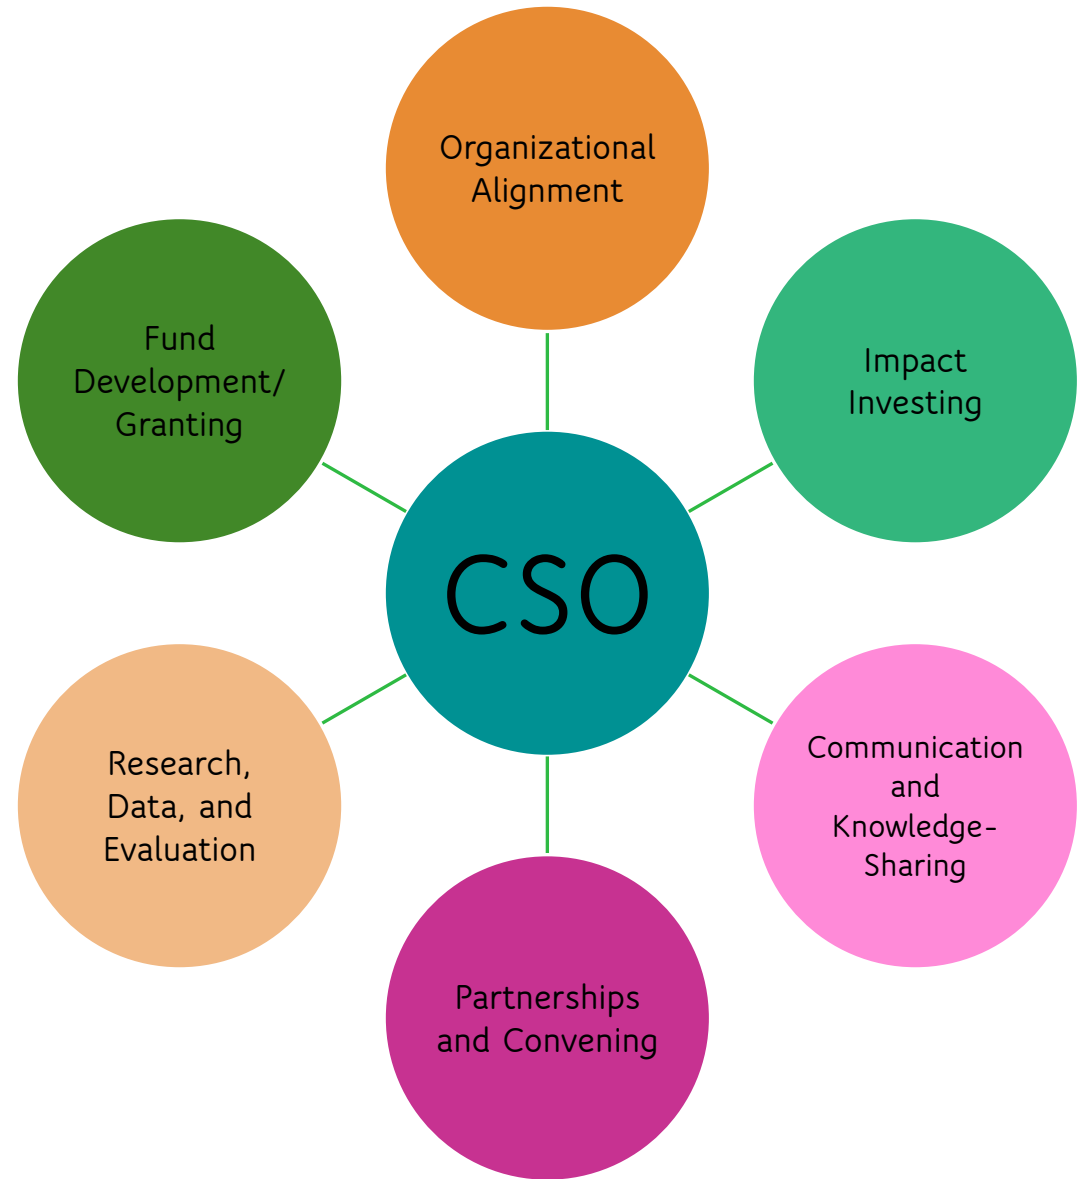 Organizational
Alignment
Fund
Development/
Granting
Impact
Investing
CSO
Research,
Data, and
Evaluation
Communication
and
Knowledge-
Sharing
Partnerships
and Convening